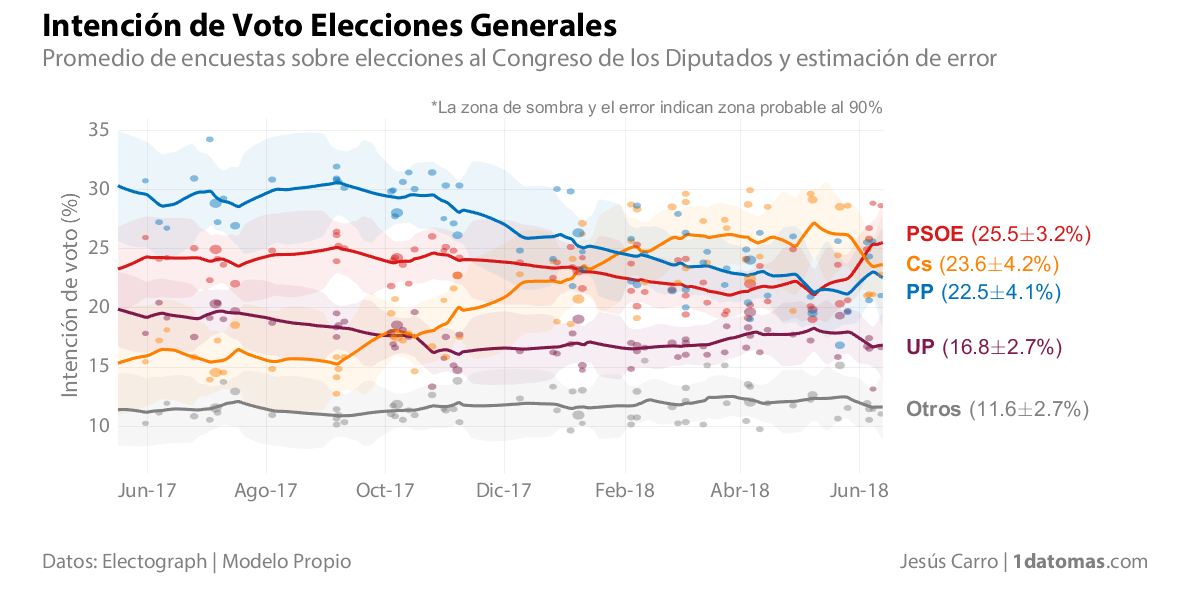 Intención de Voto Elecciones Generales
Promedio de encuestas sobre elecciones al Congreso de los Diputados y estimación de error
*La zona de sombra y el error indican zona probable al 90%
Intención de voto (%)
35
30
25
20
15
10
Jun-17 Ago-17 Oct-17 Dic-17 Feb-18 Abr-18 Jun-18
PSOE (25.5±3.2%)
Cs (23.6±4.2%)
PP (22.5±4.1%)
UP (16.8±2.7%)
Otros (11.6±2.7%)
Datos: Electograph | Modelo Propio
Jesús Carro | 1datomas.com